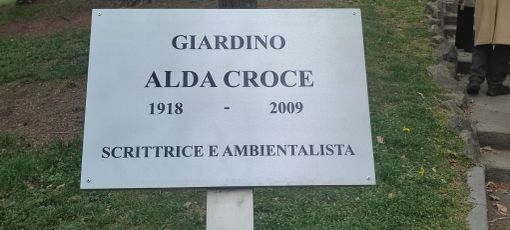 GIARDINO
ALDA CROCE
1918 - 2009
SCRITTRICE E AMBIENTALISTA